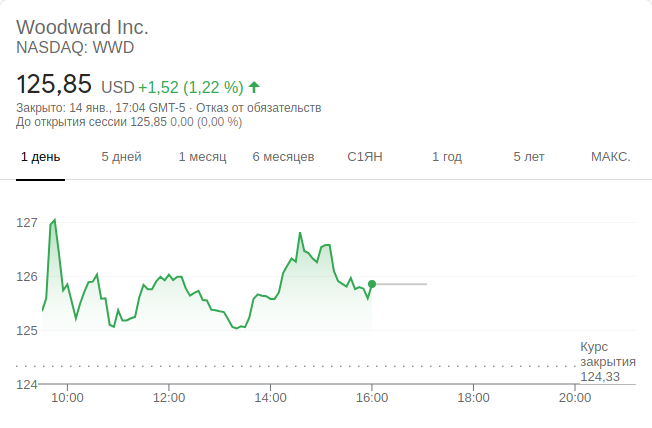 Woodward Inc.
NASDAQ: WWD
125,85 USD +1,52 (1,22 %)
Закрыто: 14 янв., 17:04 GMT-5 · Отказ от обязательств
До открытия сессии 125,85 0,00 (0,00 %)
1 день 5 дней 1 месяц 6 месяцев С1ЯН 1 год 5 лет МАКС.
127
126
125
Курс
закрытия
124,33
124
10:00 12:00 14:00 16:00 18:00 20:00